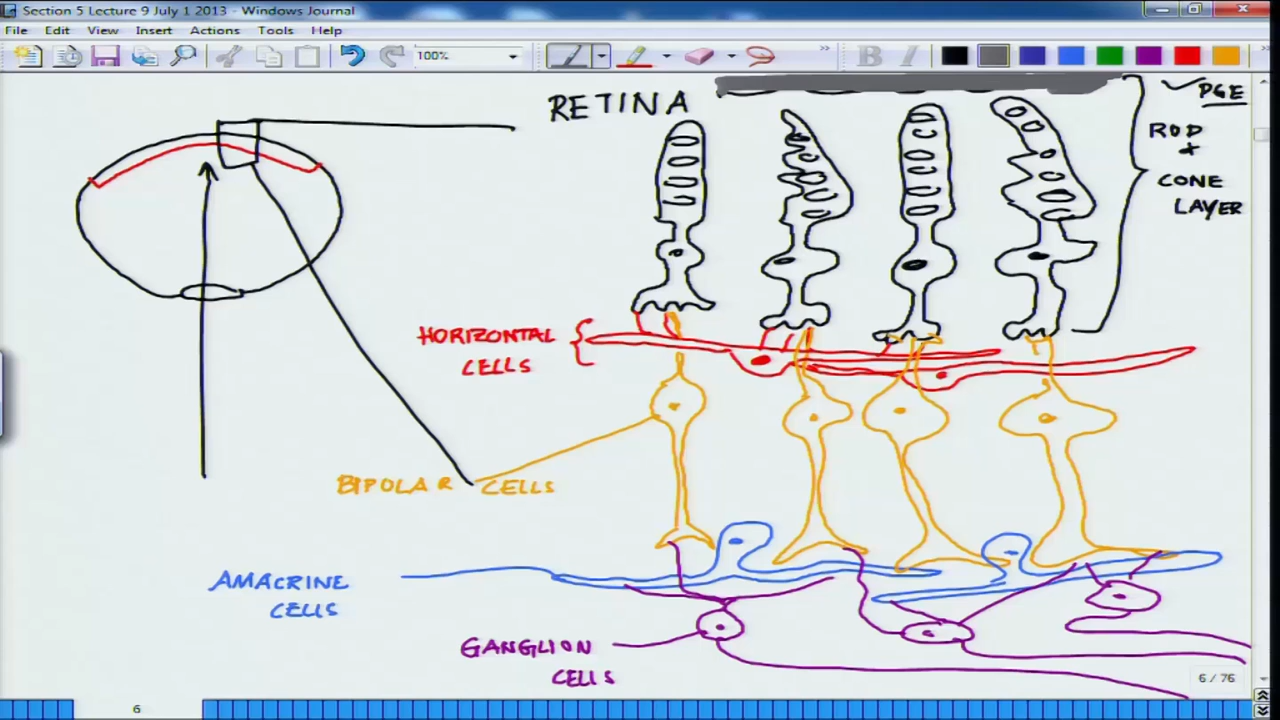 Section 5 Lecture 9 July 1 2013 - Windows Journal
File Edit View Insert Actions Tools Help
100%
B I
RETINA
PGE
ROD
+
CONE
LAYER
HORIZONTAL
CELLS
BIPOLAR CELLS
AMACRINE
CELLS
GANGLION
CELLS
6 / 76
6